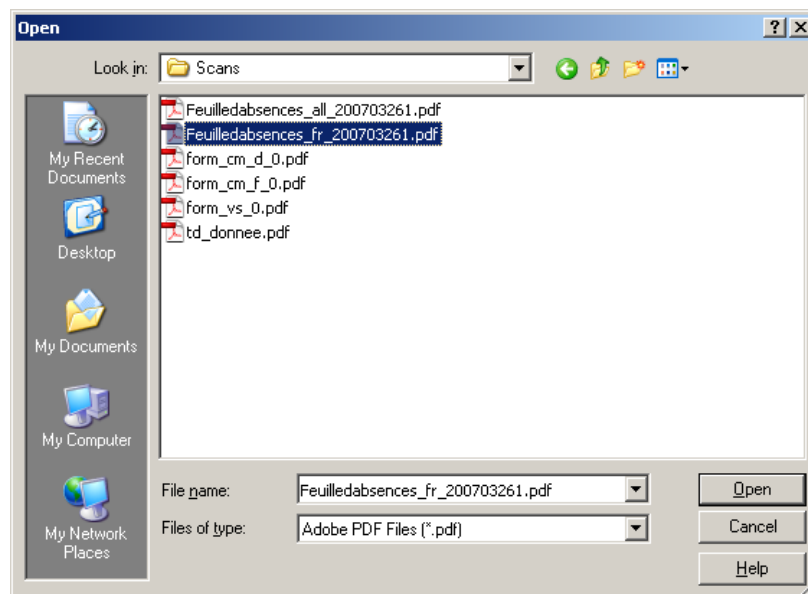 Open
Look in: Scans
Feuilledabsences_all_200703261.pdf
Feuilledabsences_fr_200703261.pdf
form_cm_d_0.pdf
form_cm_f_0.pdf
form_vs_0.pdf
td_donnee.pdf
My Recent
Documents
Desktop
My Documents
My Computer
My Network
Places
File name: Feuilledabsences_fr_200703261.pdf
Open
Files of type: Adobe PDF Files (*.pdf)
Cancel
Help